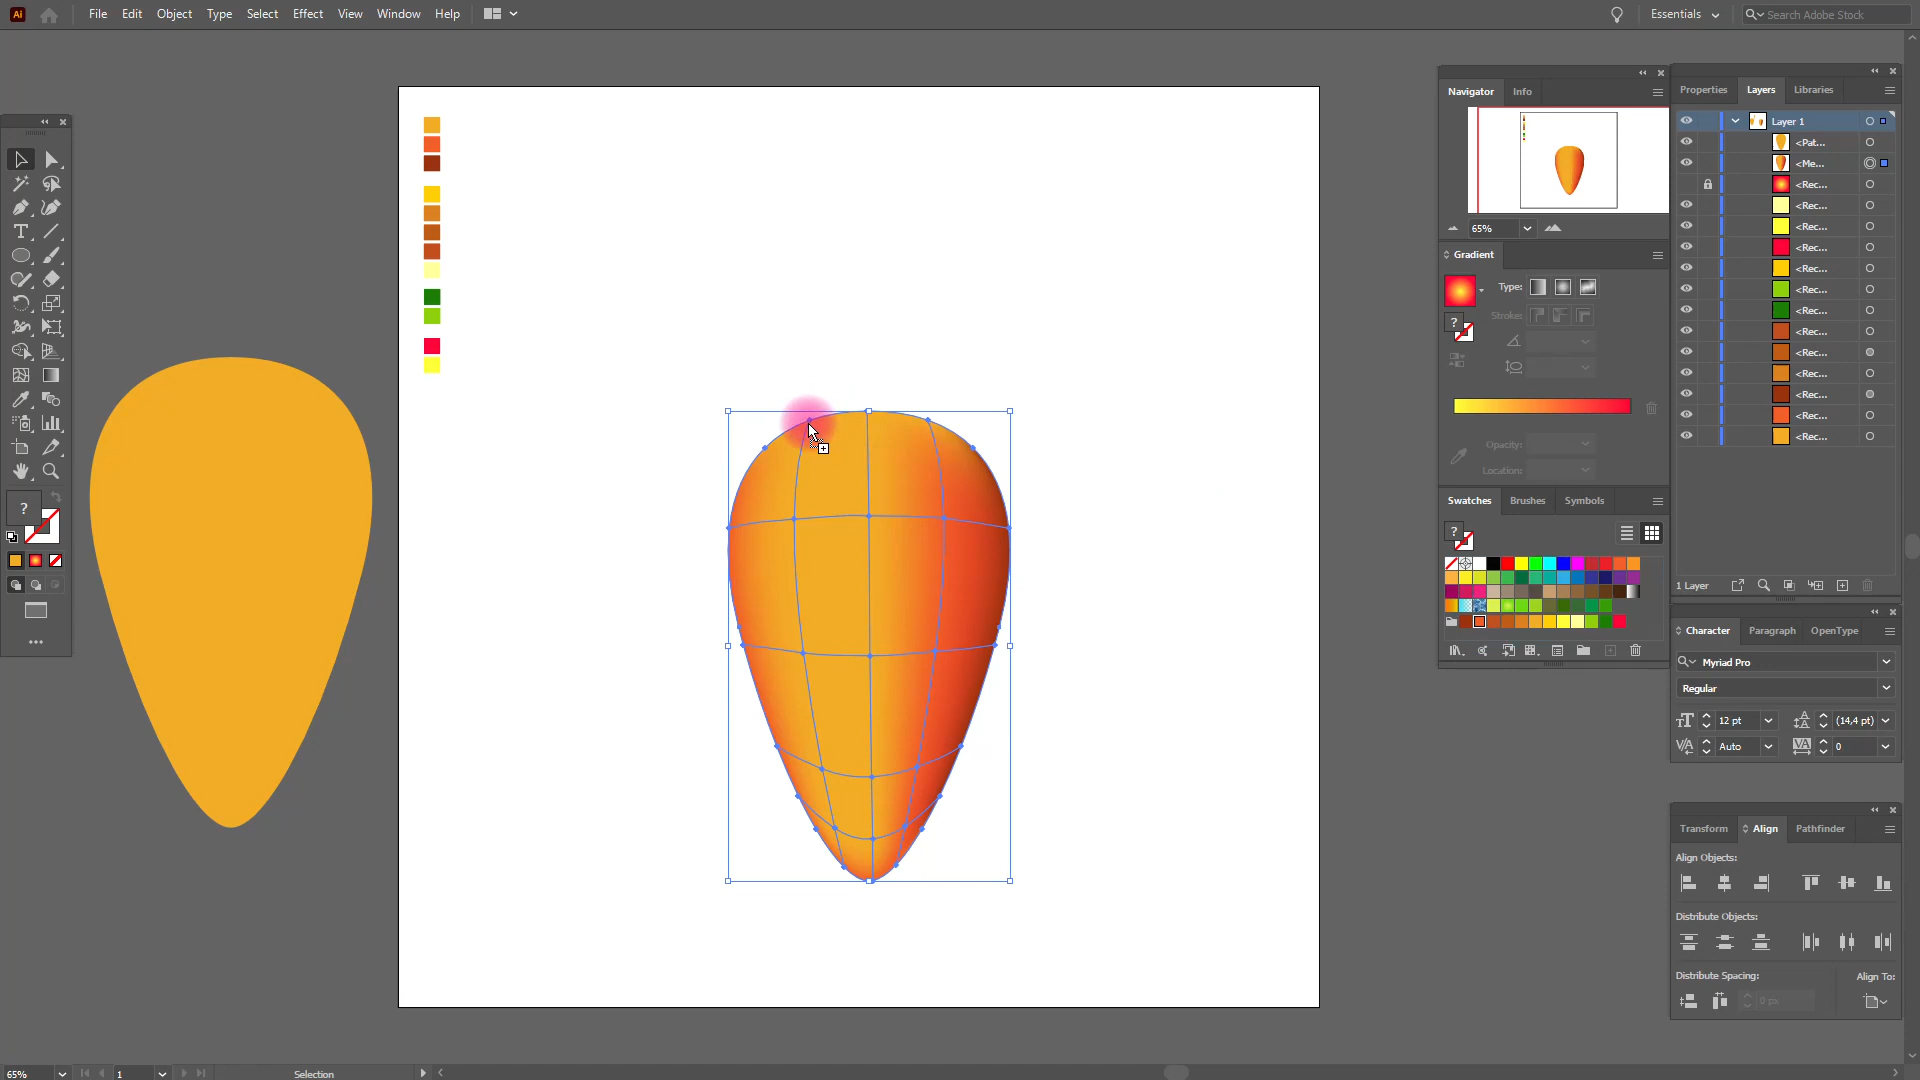 Ai File Edit Object Type Select Effect View Window Help Essentials Search Adobe Stock
Navigator Info
65%
Gradient
Type:
Stroke:
Opacity:
Location:
Swatches Brushes Symbols
Properties Layers Libraries
Layer 1
<Pat...
<Me...
<Rec...
<Rec...
<Rec...
<Rec...
<Rec...
<Rec...
<Rec...
<Rec...
<Rec...
<Rec...
<Rec...
<Rec...
<Rec...
1 Layer
Character Paragraph OpenType
Myriad Pro
Regular
12 pt (14,4 pt)
Auto 0
Transform Align Pathfinder
Align Objects:
Distribute Objects:
Distribute Spacing: Align To:
0 px
?
65% 1 Selection